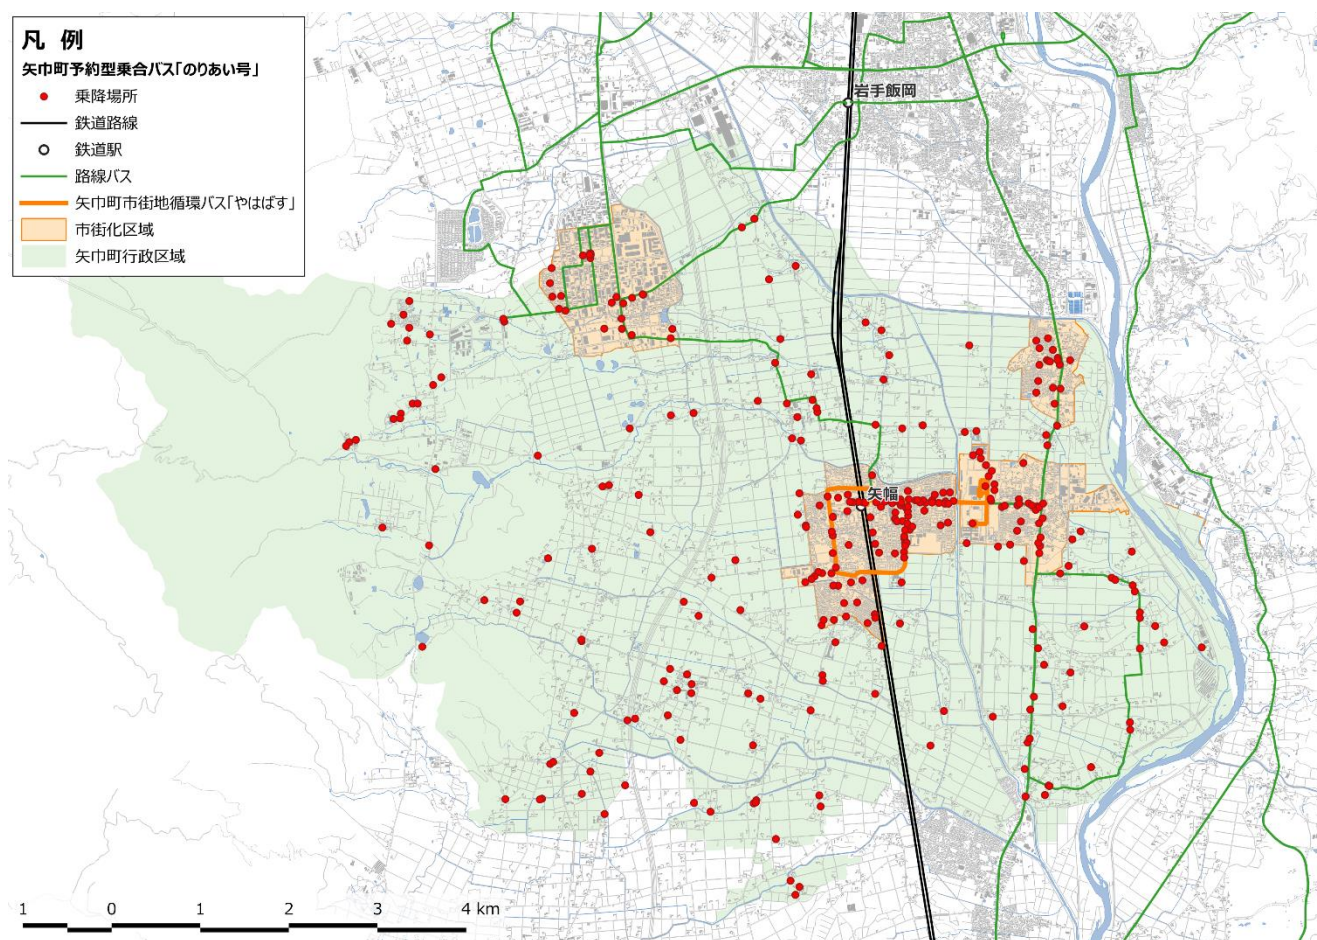 凡 例
矢巾町予約型乗合バス「のりあい号」
乗降場所
鉄道路線
鉄道駅
路線バス
矢巾町市街地循環バス「やはばす」
市街化区域
矢巾町行政区域
岩手飯岡
矢幅
1 0 1 2 3 4 km